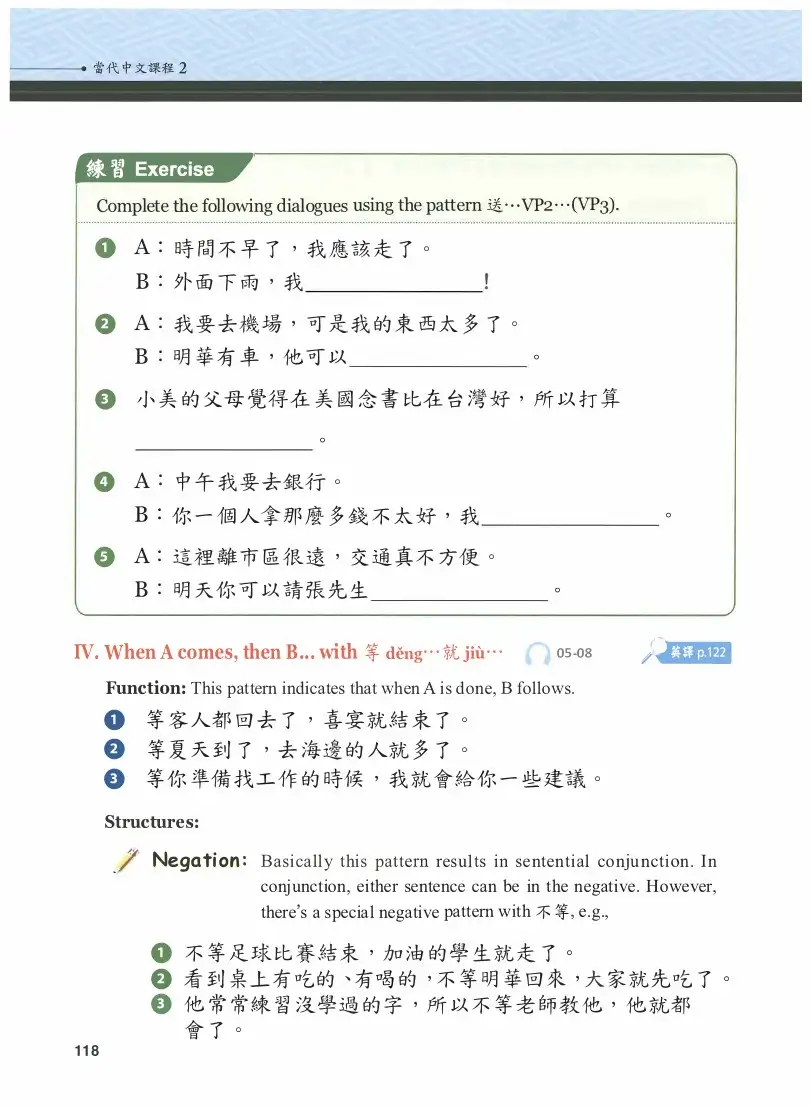 當代中文課程 2
練習 Exercise
Complete the following dialogues using the pattern 送⋯VP2⋯(VP3).
1 A：時間不早了，我應該走了。
B：外面下雨，我________________!
2 A：我要去機場，可是我的東西太多了。
B：明華有車，他可以________________。
3 小美的父母覺得在美國念書比在台灣好，所以打算
________________。
4 A：中午我要去銀行。
B：你一個人拿那麼多錢不太好，我________________。
5 A：這裡離市區很遠，交通真不方便。
B：明天你可以請張先生________________。
IV. When A comes, then B... with 等 děng⋯就 jiù⋯ 05-08 英譯 p.122
Function: This pattern indicates that when A is done, B follows.
1 等客人都回去了，喜宴就結束了。
2 等夏天到了，去海邊的人就多了。
3 等你準備找工作的時候，我就會給你一些建議。
Structures:
Negation: Basically this pattern results in sentential conjunction. In
conjunction, either sentence can be in the negative. However,
there's a special negative pattern with 不等, e.g.,
1 不等足球比賽結束，加油的學生就走了。
2 看到桌上有吃的、有喝的，不等明華回來，大家就先吃了。
3 他常常練習沒學過的字，所以不等老師教他，他就都
會了。
118